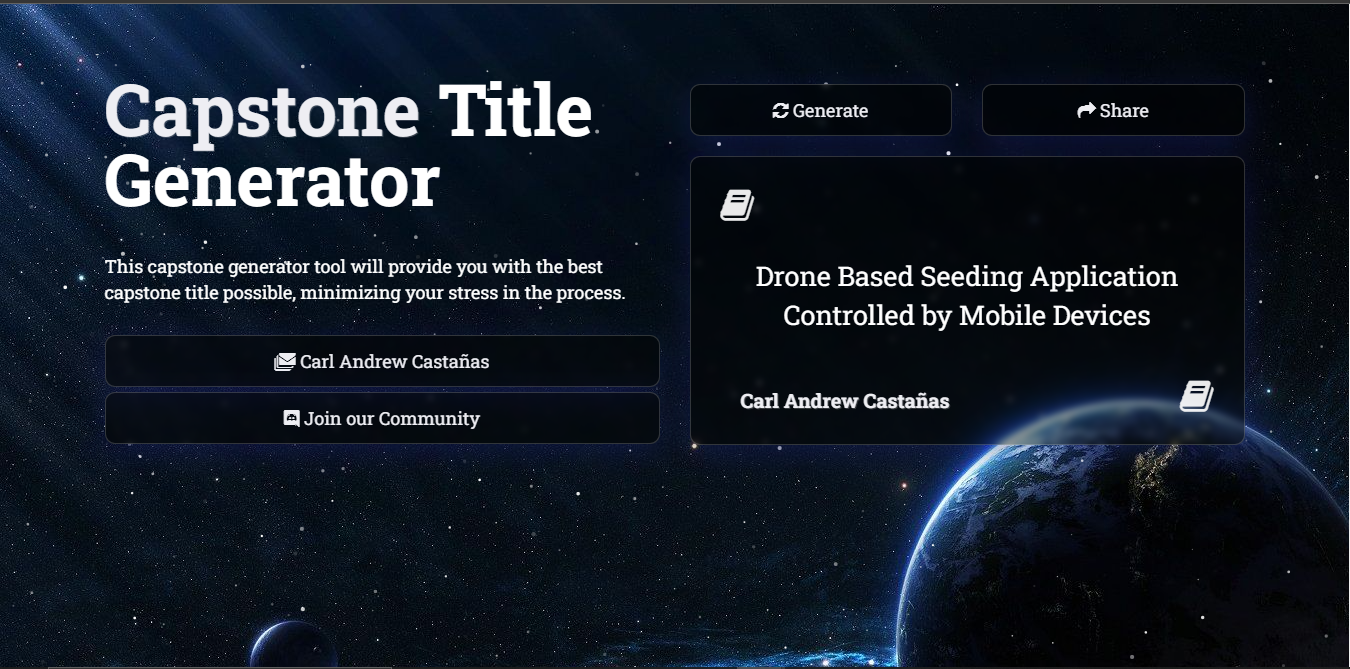 Capstone Title
Generator
This capstone generator tool will provide you with the best
capstone title possible, minimizing your stress in the process.
Carl Andrew Castañas
Join our Community
Generate
Share
Drone Based Seeding Application
Controlled by Mobile Devices
Carl Andrew Castañas